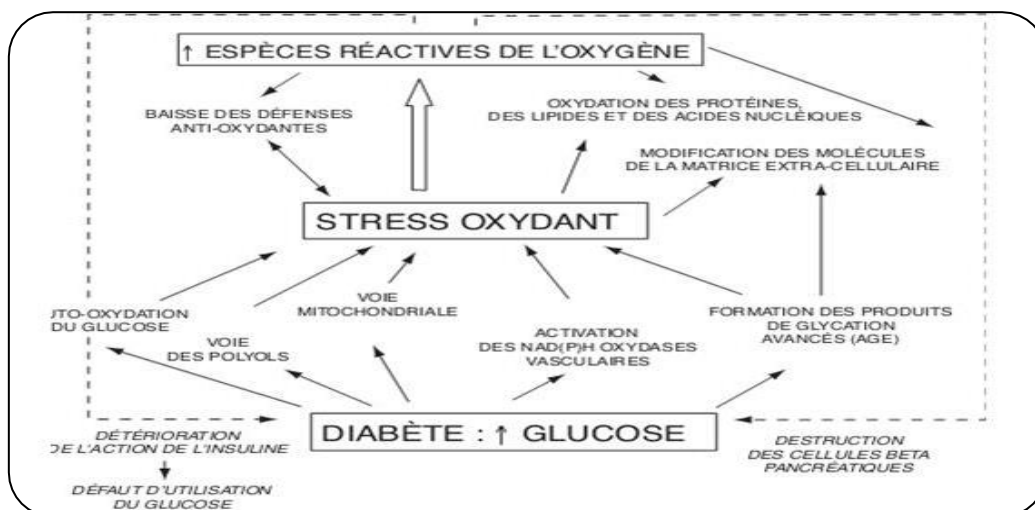 ↑ ESPÈCES RÉACTIVES DE L'OXYGÈNE
BAISSE DES DÉFENSES
ANTI-OXYDANTES
OXYDATION DES PROTÉINES,
DES LIPIDES ET DES ACIDES NUCLÉIQUES
MODIFICATION DES MOLÉCULES
DE LA MATRICE EXTRA-CELLULAIRE
STRESS OXYDANT
UTO-OXYDATION
DU GLUCOSE
VOIE
DES POLYOLS
VOIE
MITOCHONDRIALE
ACTIVATION
DES NAD(P)H OXYDASES
VASCULAIRES
FORMATION DES PRODUITS
DE GLYCATION
AVANCÉS (AGE)
DIABÈTE : ↑ GLUCOSE
DÉTÉRIORATION
DE L'ACTION DE L'INSULINE
DÉFAUT D'UTILISATION
DU GLUCOSE
DESTRUCTION
DES CELLULES BETA
PANCRÉATIQUES